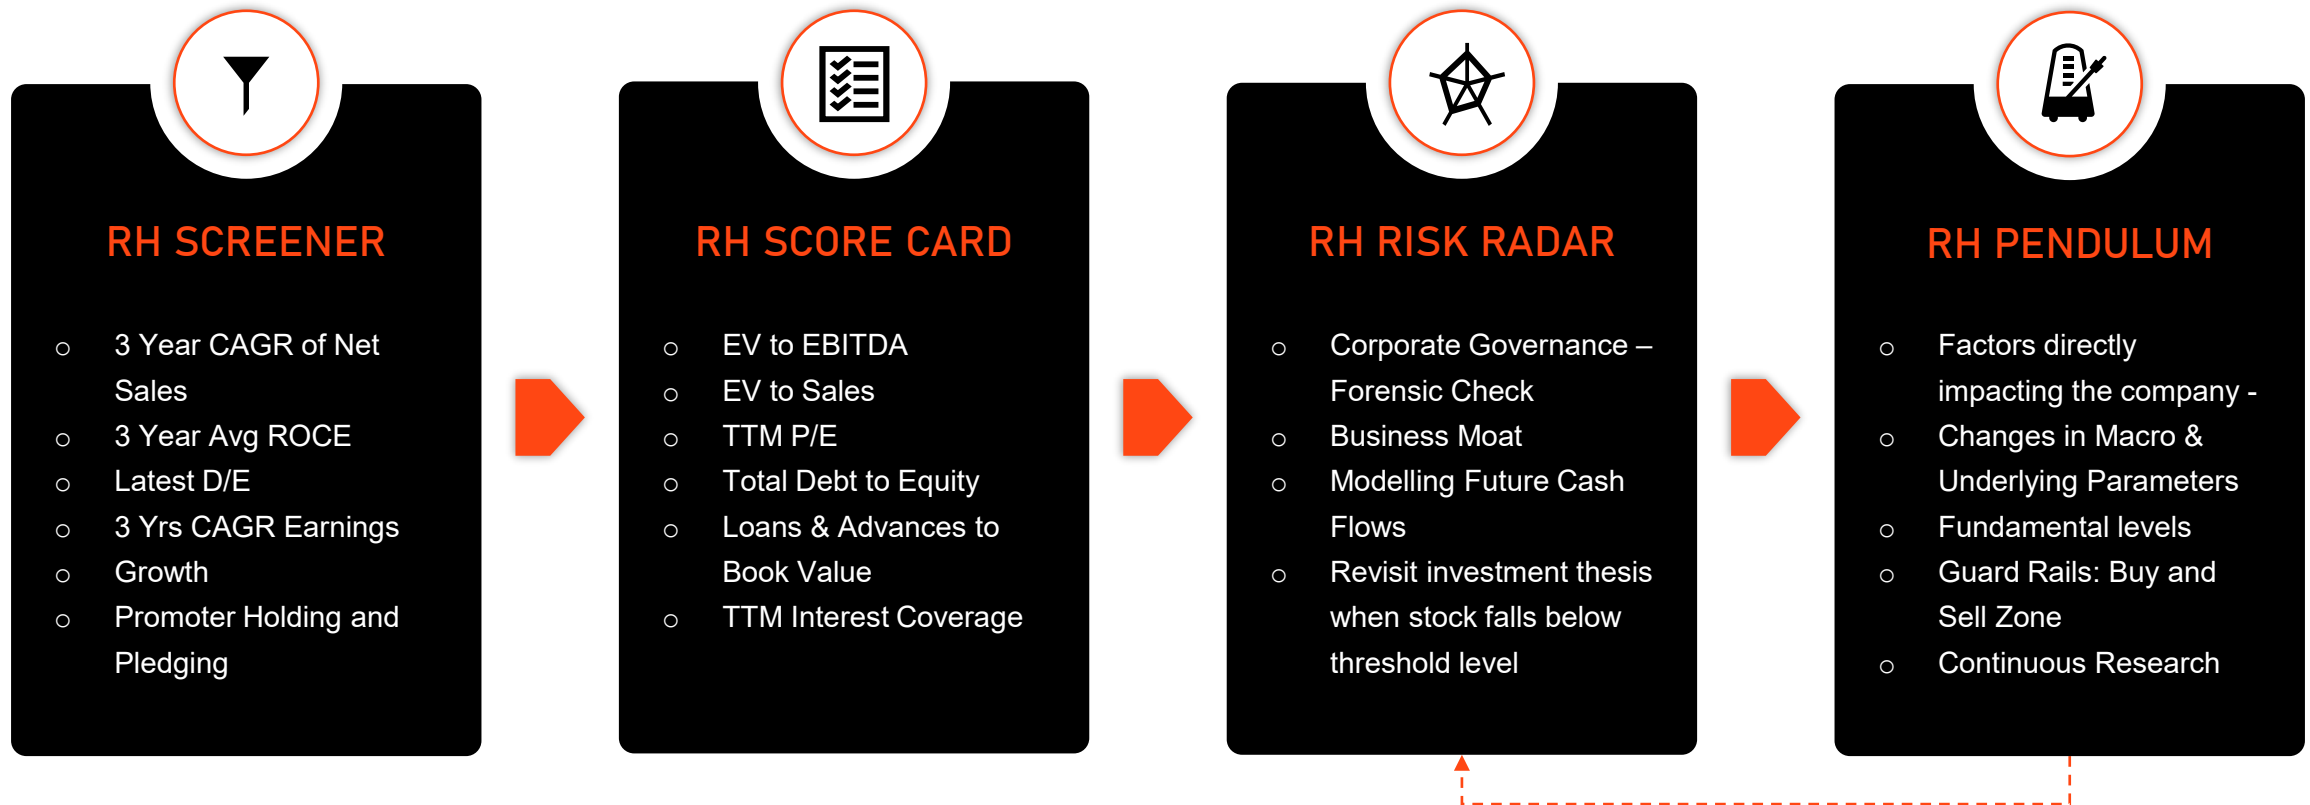 RH SCREENER
○ 3 Year CAGR of Net
Sales
○ 3 Year Avg ROCE
○ Latest D/E
○ 3 Yrs CAGR Earnings
○ Growth
○ Promoter Holding and
Pledging
RH SCORE CARD
○ EV to EBITDA
○ EV to Sales
○ TTM P/E
○ Total Debt to Equity
○ Loans & Advances to
Book Value
○ TTM Interest Coverage
RH RISK RADAR
○ Corporate Governance –
Forensic Check
○ Business Moat
○ Modelling Future Cash
Flows
○ Revisit investment thesis
when stock falls below
threshold level
RH PENDULUM
○ Factors directly
impacting the company -
○ Changes in Macro &
Underlying Parameters
○ Fundamental levels
○ Guard Rails: Buy and
Sell Zone
○ Continuous Research